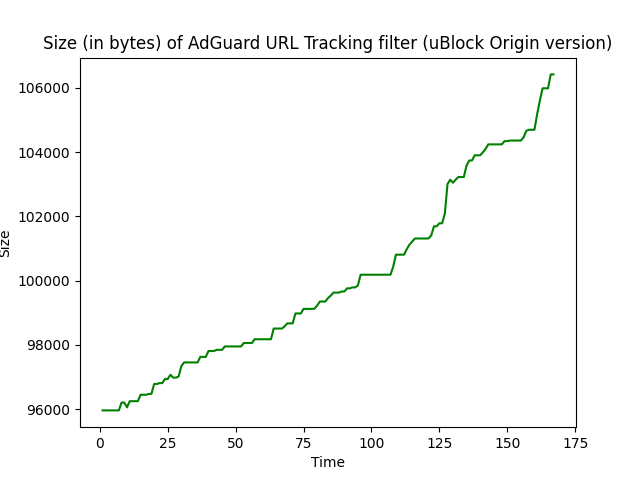 Size (in bytes) of AdGuard URL Tracking filter (uBlock Origin version)
106000
104000
102000
100000
98000
96000
Size
0 25 50 75 100 125 150 175
Time